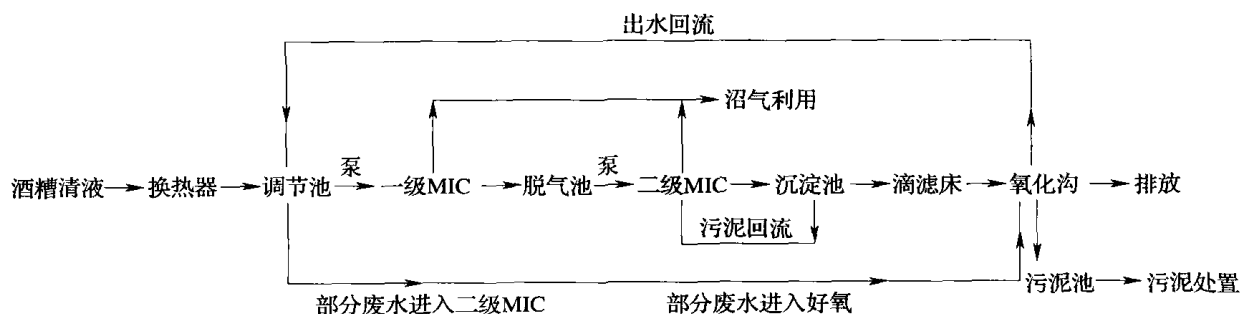 出水回流
沼气利用
泵
泵
酒糟清液
换热器
调节池
一级MIC
脱气池
二级MIC
沉淀池
滴滤床
氧化沟
排放
污泥回流
污泥池
污泥处置
部分废水进入二级MIC
部分废水进入好氧